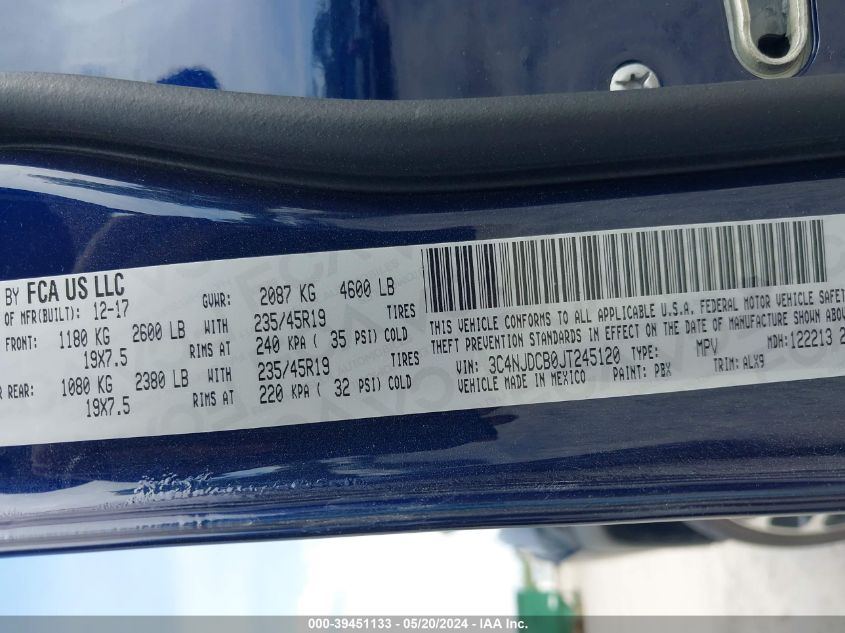 BY FCA US LLC
OF MFR(BUILT): 12-17 GVWR: 2087 KG 4600 LB
FRONT: 1180 KG 2600 LB WITH 235/45R19 TIRES
19X7.5 RIMS AT 240 KPA ( 35 PSI) COLD
REAR: 1080 KG 2380 LB WITH 235/45R19 TIRES
19X7.5 RIMS AT 220 KPA ( 32 PSI) COLD
THIS VEHICLE CONFORMS TO ALL APPLICABLE U.S.A. FEDERAL MOTOR VEHICLE SAFETY
THEFT PREVENTION STANDARDS IN EFFECT ON THE DATE OF MANUFACTURE SHOWN ABOV
VIN: 3C4NJDCB0JT245120 TYPE: MPV MDH:122213 2
VEHICLE MADE IN MEXICO PAINT: PBX TRIM: ALX9
000-39451133 - 05/20/2024 - IAA Inc.